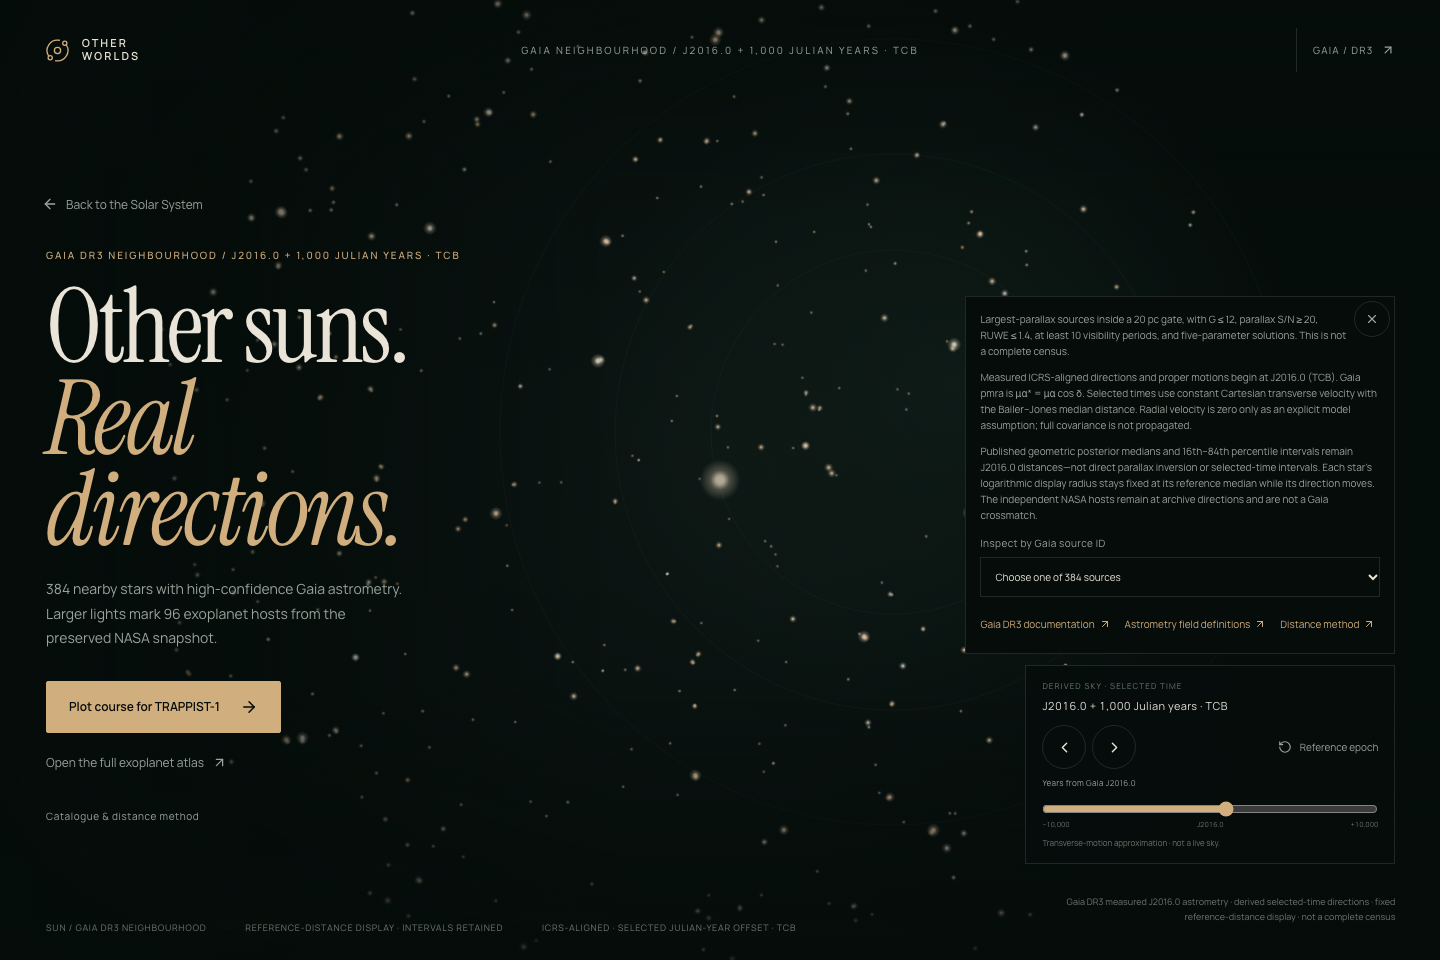 OTHER
WORLDS
GAIA NEIGHBOURHOOD / J2016.0 + 1,000 JULIAN YEARS · TCB
GAIA / DR3
Back to the Solar System
GAIA DR3 NEIGHBOURHOOD / J2016.0 + 1,000 JULIAN YEARS · TCB
Other suns.
Real
directions.
384 nearby stars with high-confidence Gaia astrometry.
Larger lights mark 96 exoplanet hosts from the
preserved NASA snapshot.
Plot course for TRAPPIST-1
Open the full exoplanet atlas
Catalogue & distance method
Largest-parallax sources inside a 20 pc gate, with G ≤ 12, parallax S/N ≥ 20,
RUWE ≤ 1.4, at least 10 visibility periods, and five-parameter solutions. This is not
a complete census.
Measured ICRS-aligned directions and proper motions begin at J2016.0 (TCB). Gaia
pmra is μα* = μα cos δ. Selected times use constant Cartesian transverse velocity with
the Bailer-Jones median distance. Radial velocity is zero only as an explicit model
assumption; full covariance is not propagated.
Published geometric posterior medians and 16th–84th percentile intervals remain
J2016.0 distances—not direct parallax inversion or selected-time intervals. Each star's
logarithmic display radius stays fixed at its reference median while its direction moves.
The independent NASA hosts remain at archive directions and are not a Gaia
crossmatch.
Inspect by Gaia source ID
Choose one of 384 sources
Gaia DR3 documentation
Astrometry field definitions
Distance method
DERIVED SKY · SELECTED TIME
J2016.0 + 1,000 Julian years · TCB
Reference epoch
Years from Gaia J2016.0
−10,000
J2016.0
+10,000
Transverse-motion approximation · not a live sky.
Gaia DR3 measured J2016.0 astrometry · derived selected-time directions · fixed
reference-distance display · not a complete census
SUN / GAIA DR3 NEIGHBOURHOOD
REFERENCE-DISTANCE DISPLAY · INTERVALS RETAINED
ICRS-ALIGNED · SELECTED JULIAN-YEAR OFFSET · TCB